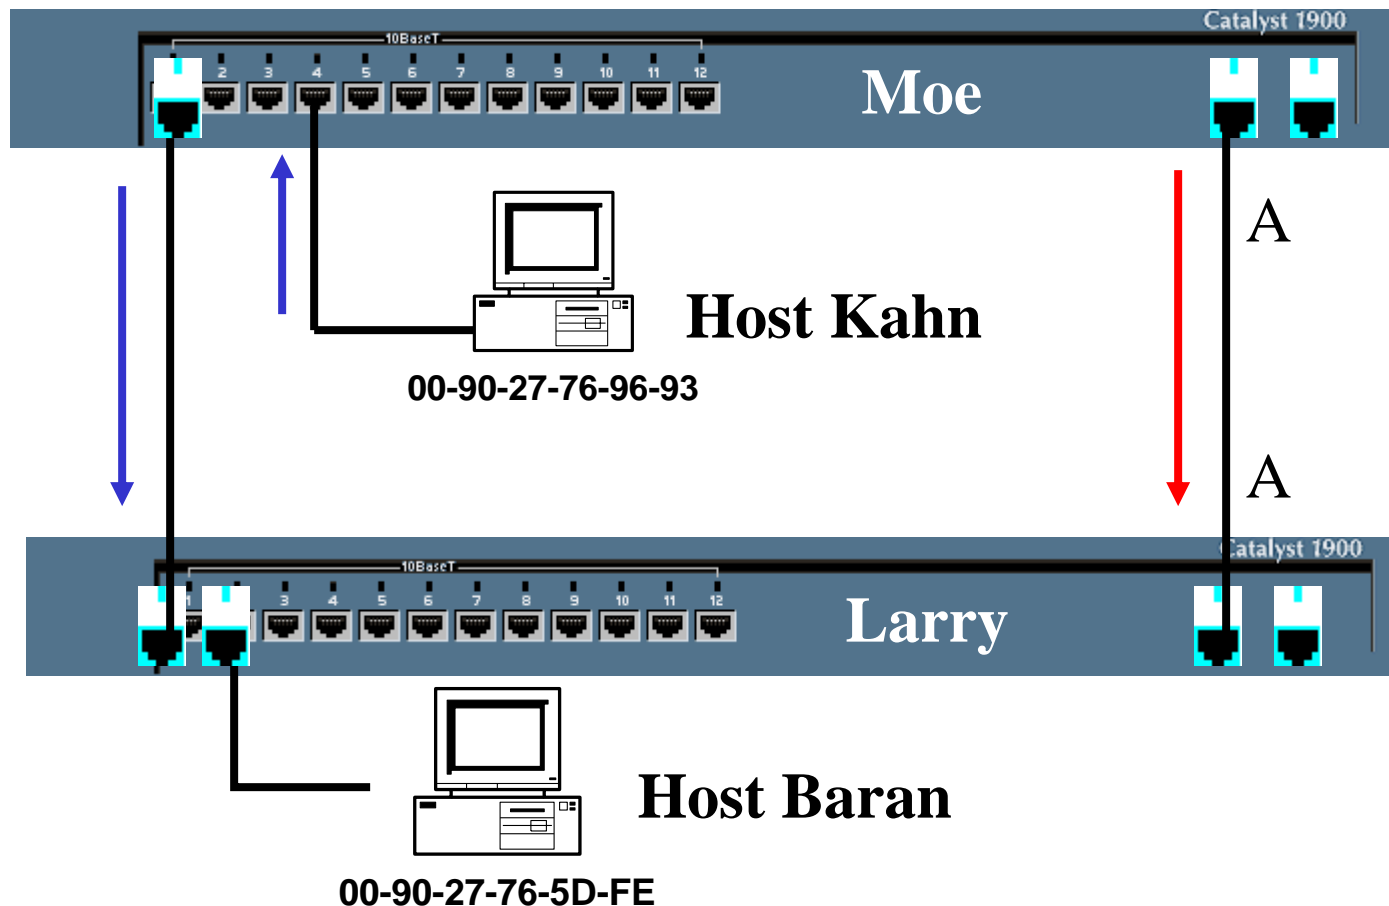 Catalyst 1900
10BaseT
2 3 4 5 6 7 8 9 10 11 12
Moe
A
Host Kahn
00-90-27-76-96-93
A
Catalyst 1900
10BaseT
1 3 4 5 6 7 8 9 10 11 12
Larry
Host Baran
00-90-27-76-5D-FE